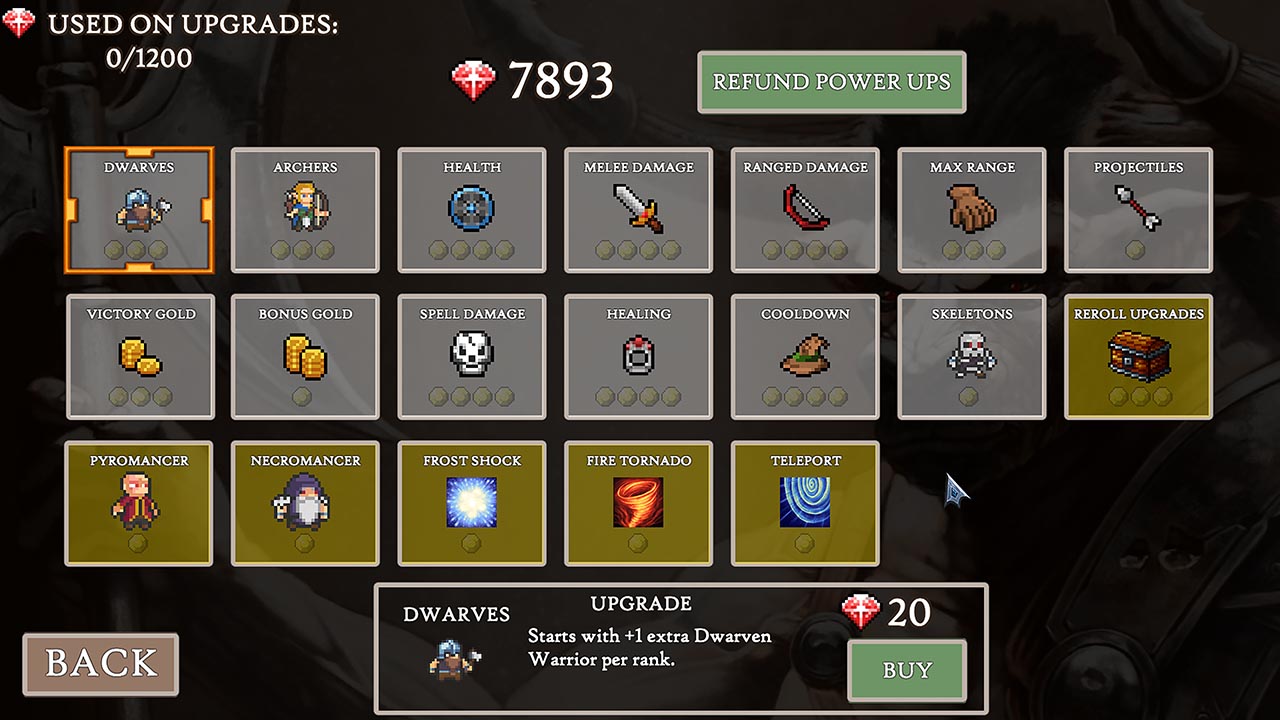 USED ON UPGRADES:
0/1200
7893
REFUND POWER UPS
DWARVES
ARCHERS
HEALTH
MELEE DAMAGE
RANGED DAMAGE
MAX RANGE
PROJECTILES
VICTORY GOLD
BONUS GOLD
SPELL DAMAGE
HEALING
COOLDOWN
SKELETONS
REROLL UPGRADES
PYROMANCER
NECROMANCER
FROST SHOCK
FIRE TORNADO
TELEPORT
DWARVES
UPGRADE
Starts with +1 extra Dwarven
Warrior per rank.
20
BUY
BACK